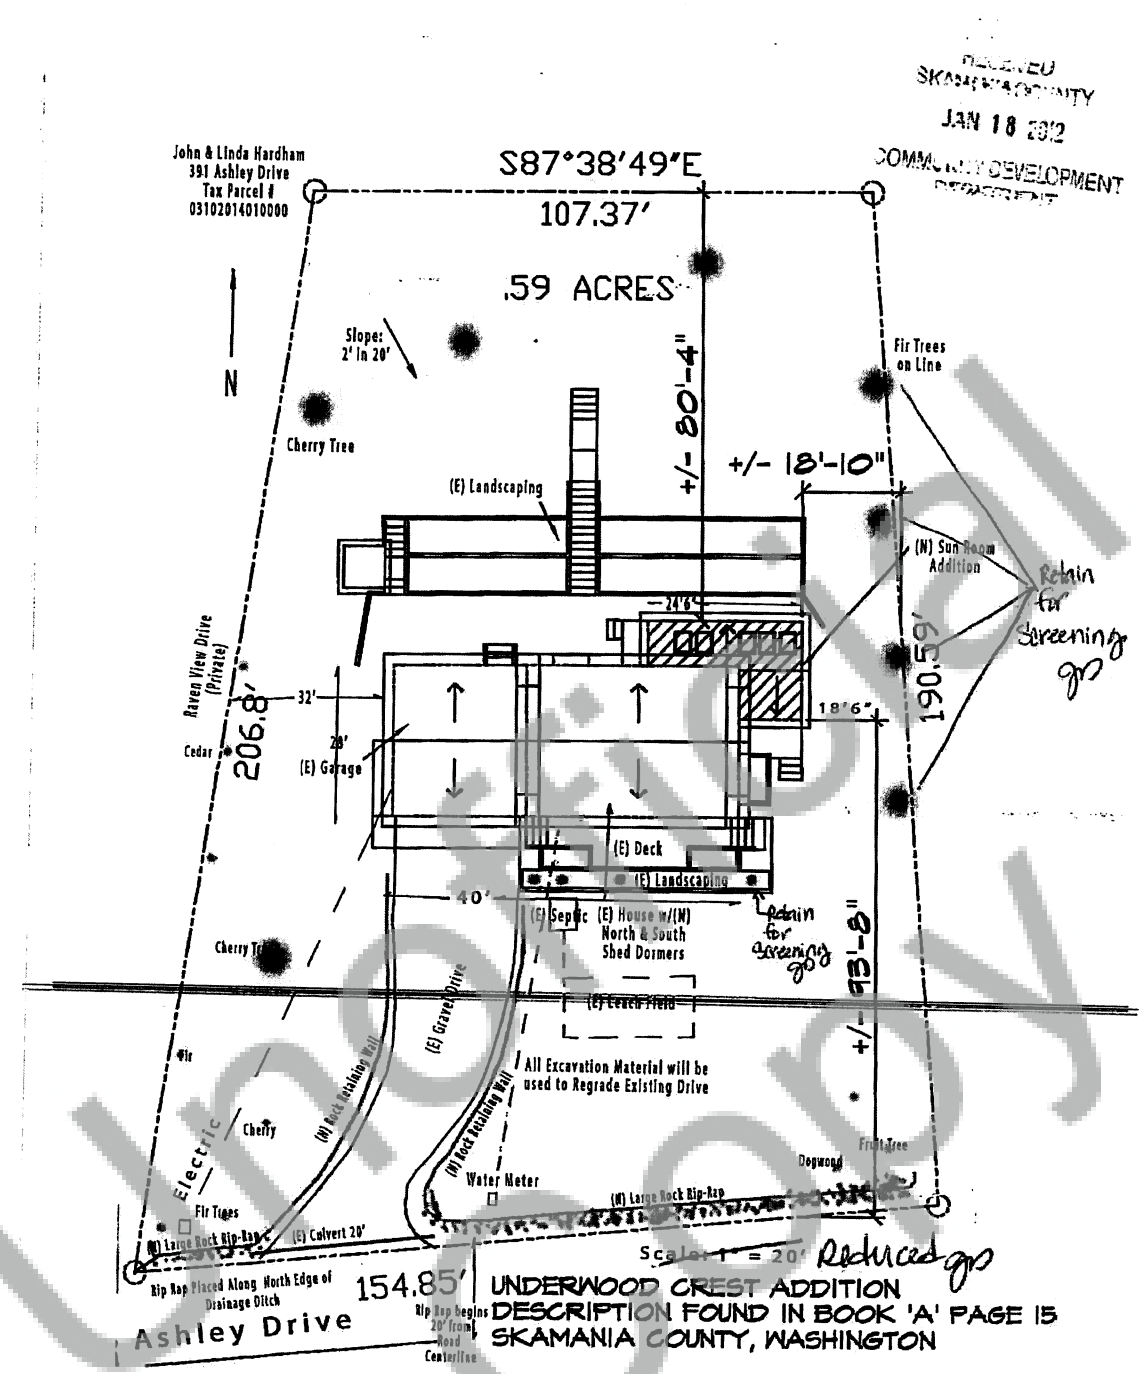 RECEIVED
SKAMANIA COUNTY
JAN 18 2012
COMMUNITY DEVELOPMENT
DEPARTMENT
John & Linda Hardham
391 Ashley Drive
Tax Parcel #
03102014010000
S87°38'49"E
107.37'
.59 ACRES
Slope:
2' in 20'
N
Fir Trees
on Line
Cherry Tree
+/- 80'-4"
+/- 18'-10"
(E) Landscaping
(N) Sun Room
Addition
Retain
for
Screening
24'6"
Raven View Drive
(Private)
206.8'
32'
190.59'
18'6"
Cedar
28'
(E) Garage
(E) Deck
(E) Landscaping
40'
(E) Septic
(E) House w/(N)
North & South
Shed Dormers
Retain
for
Screening
+/- 93'-8"
Cherry
(E) Leach Field
(E) Gravel Drive
All Excavation Material will be
used to Regrade Existing Drive
Fir
(N) Rock Retaining Wall
(N) Rock Retaining Wall
Cherry
Electric
Fruit Tree
Dogwood
Water Meter
(N) Large Rock Rip-Rap
Fir Trees
(N) Large Rock Rip-Rap
(E) Culvert 20'
Scale: 1" = 20'
Reduced
Rip Rap Placed Along North Edge of
Drainage Ditch
154.85'
Ashley Drive
Rip Rap begins
20' from
Road
Centerline
UNDERWOOD CREST ADDITION
DESCRIPTION FOUND IN BOOK 'A' PAGE 15
SKAMANIA COUNTY, WASHINGTON
Unofficial
Copy